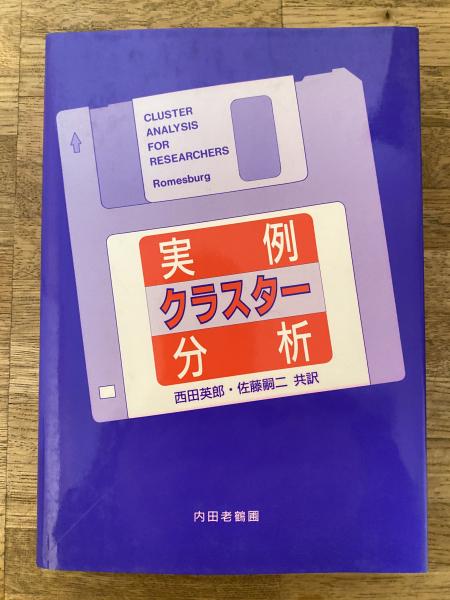 CLUSTER
ANALYSIS
FOR
RESEARCHERS
Romesburg
実例
クラスター
分析
西田英郎・佐藤嗣二 共訳
内田老鶴圃